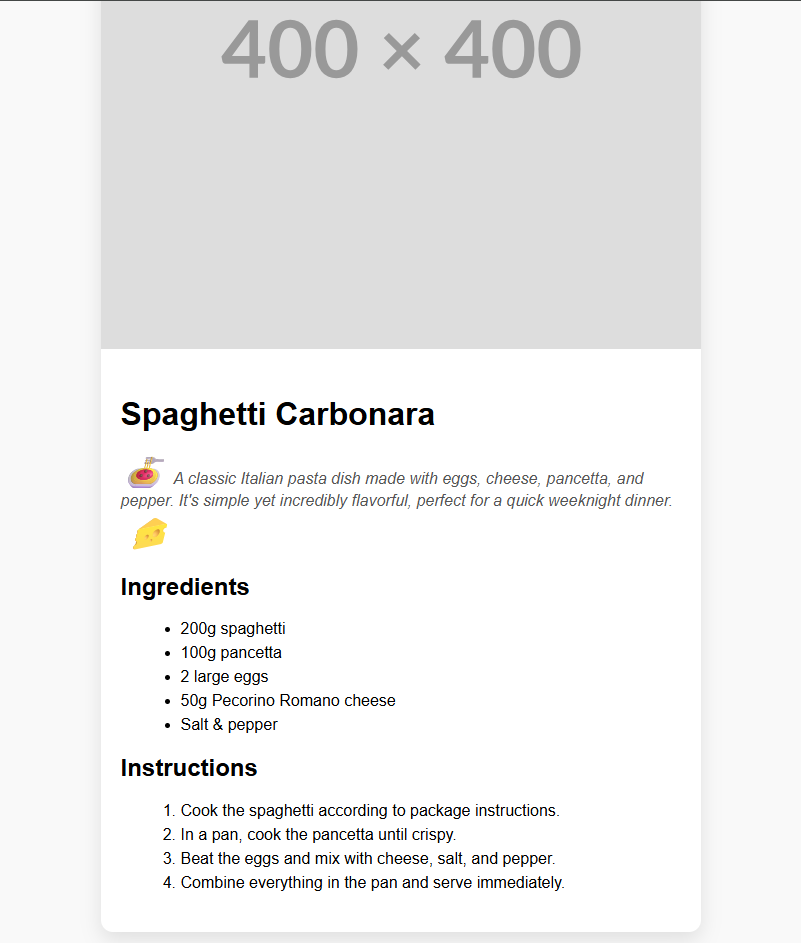 400 × 400
Spaghetti Carbonara
A classic Italian pasta dish made with eggs, cheese, pancetta, and
pepper. It's simple yet incredibly flavorful, perfect for a quick weeknight dinner.
Ingredients
• 200g spaghetti
• 100g pancetta
• 2 large eggs
• 50g Pecorino Romano cheese
• Salt & pepper
Instructions
1. Cook the spaghetti according to package instructions.
2. In a pan, cook the pancetta until crispy.
3. Beat the eggs and mix with cheese, salt, and pepper.
4. Combine everything in the pan and serve immediately.